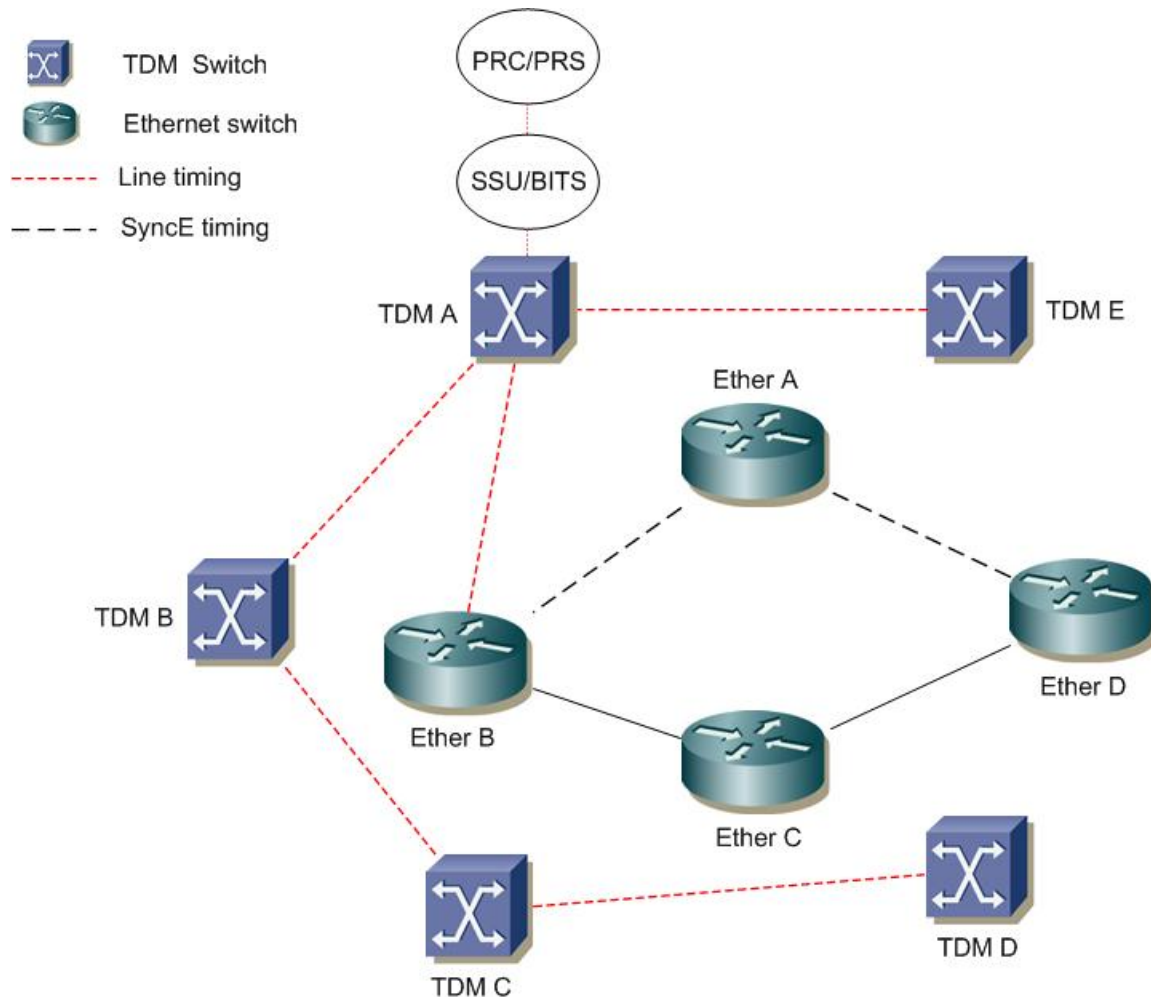 PRC/PRS
TDM Switch
Ethernet switch
SSU/BITS
Line timing
SyncE timing
TDM A
TDM E
Ether A
TDM B
Ether D
Ether B
Ether C
TDM D
TDM C